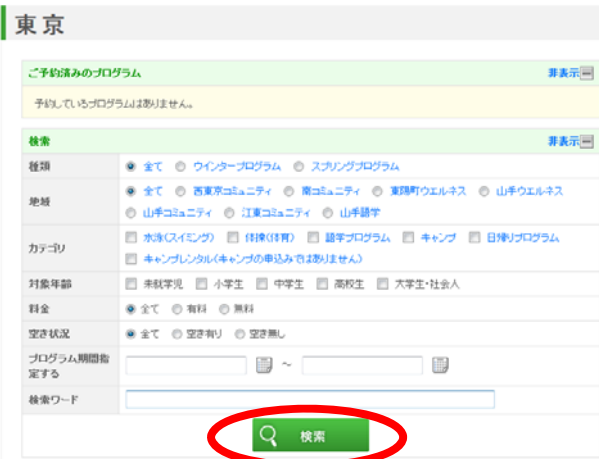 東京
ご予約済みのプログラム 非表示
予約しているプログラムはありません。
検索 非表示
種類 全て ウインタープログラム スプリングプログラム
地域 全て 西東京コミュニティ 南コミュニティ 東陽町ウエルネス 山手ウエルネス
山手コミュニティ 江東コミュニティ 山手語学
カテゴリ 水泳(スイミング) 体操(体育) 語学プログラム キャンプ 日帰りプログラム
キャンプレンタル(キャンプの申込みではありません)
対象年齢 未就学児 小学生 中学生 高校生 大学生・社会人
料金 全て 有料 無料
空き状況 全て 空き有り 空き無し
プログラム期間指
定する ～
検索ワード
検索